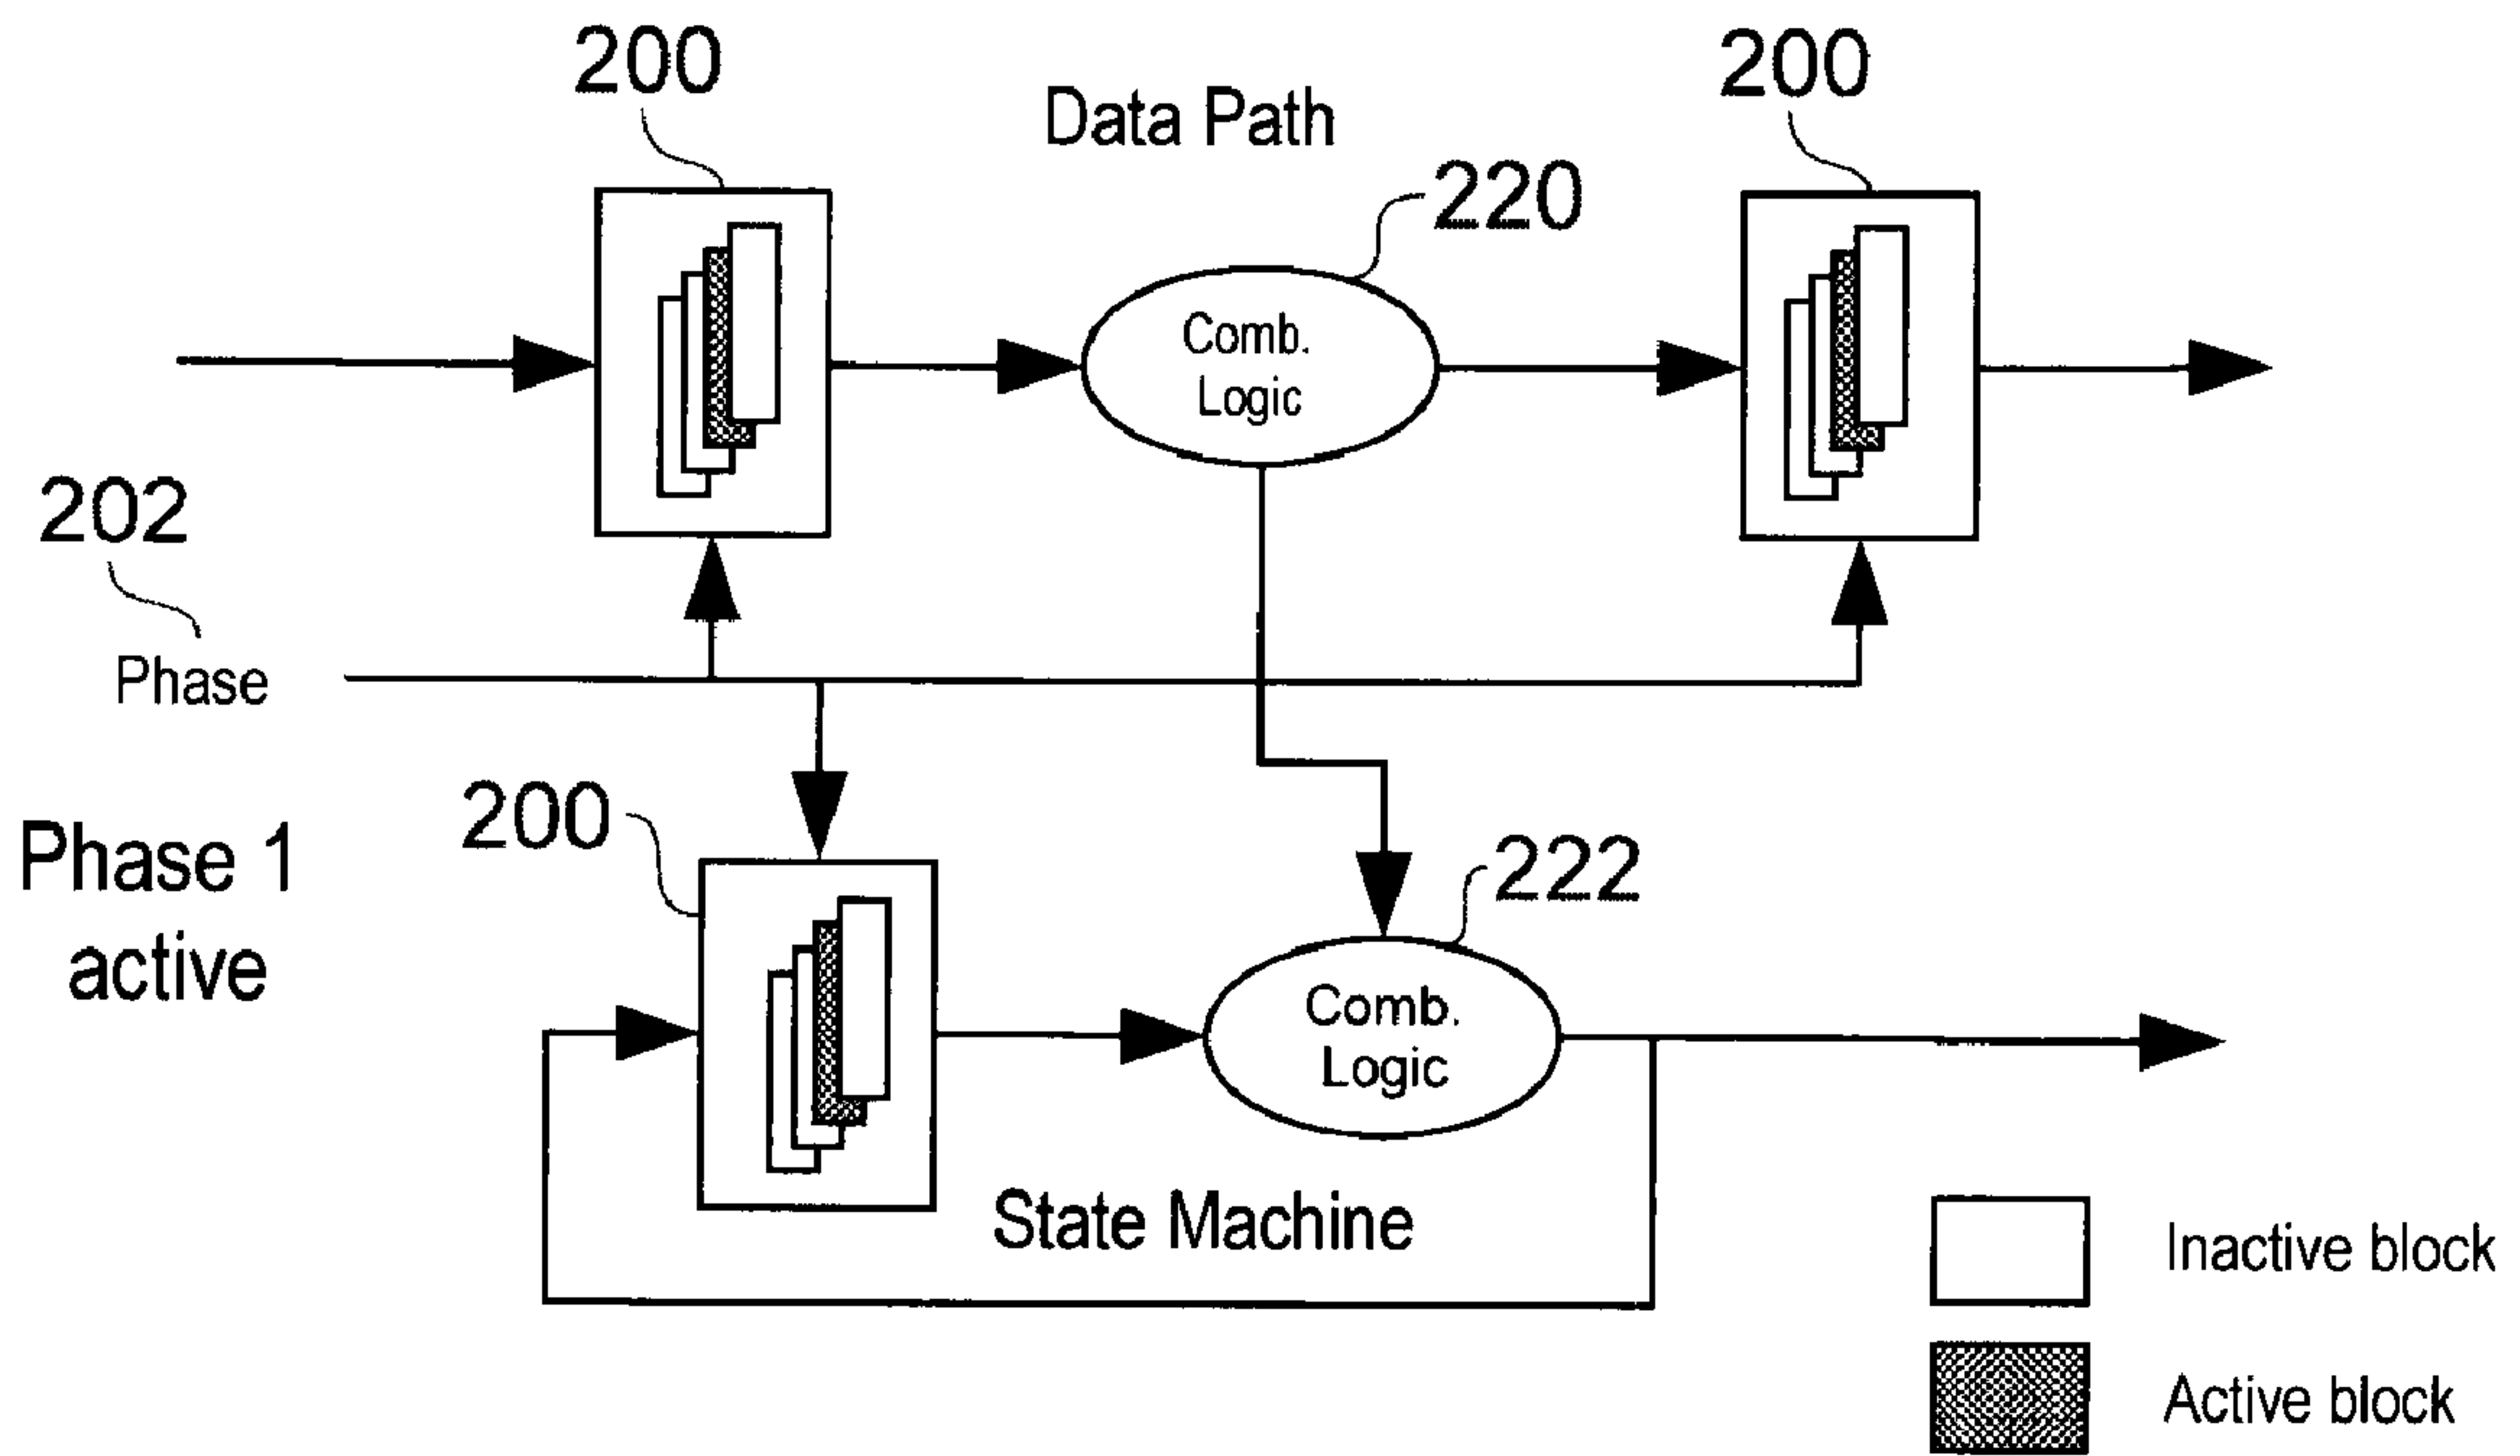 200
200
Data Path
220
Comb.
Logic
202
Phase
200
Phase 1
active
222
Comb.
Logic
State Machine
Inactive block
Active block